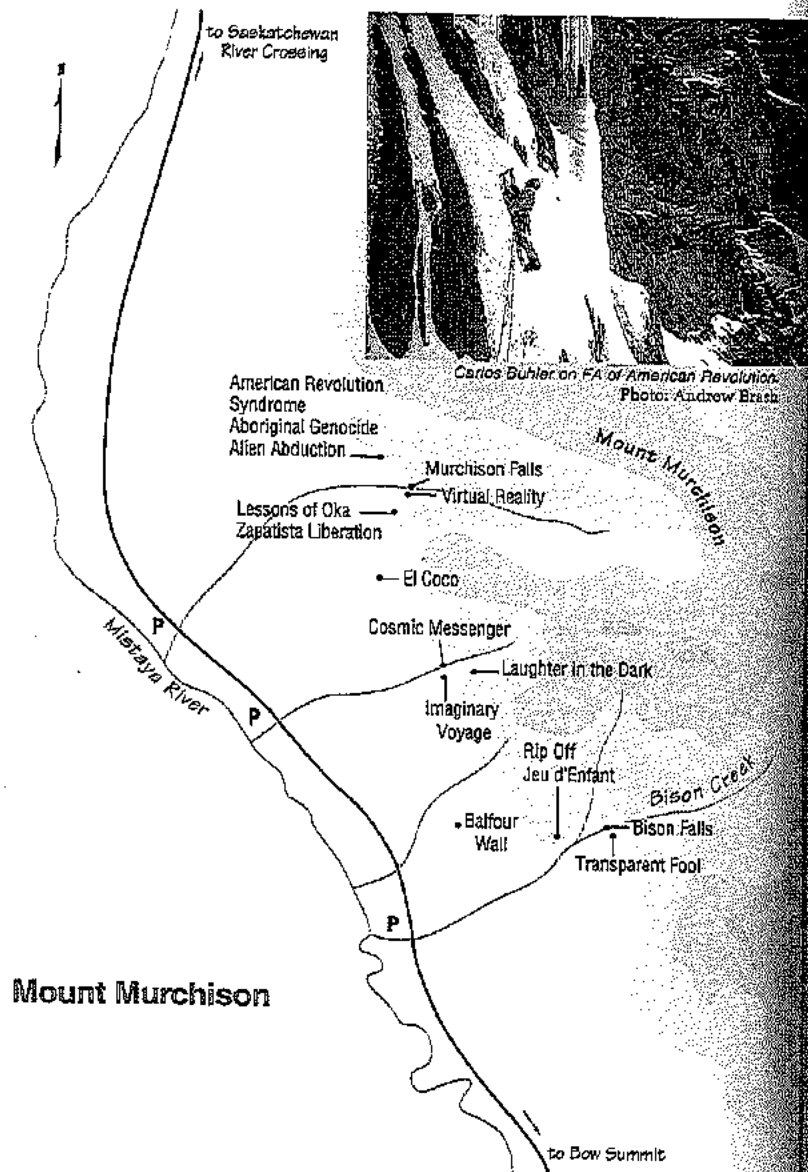 to Saskatchewan
River Crossing
N
Carlos Buhler on FA of American Revolution.
Photo: Andrew Brash
American Revolution
Syndrome
Aboriginal Genocide
Alien Abduction
Mount Murchison
Murchison Falls
Virtual Reality
Lessons of Oka
Zapatista Liberation
El Coco
P
Mistaya River
Cosmic Messenger
Laughter in the Dark
P
Imaginary
Voyage
Rip Off
Jeu d'Enfant
Bison Creek
Balfour
Wall
Bison Falls
Transparent Fool
P
Mount Murchison
to Bow Summit